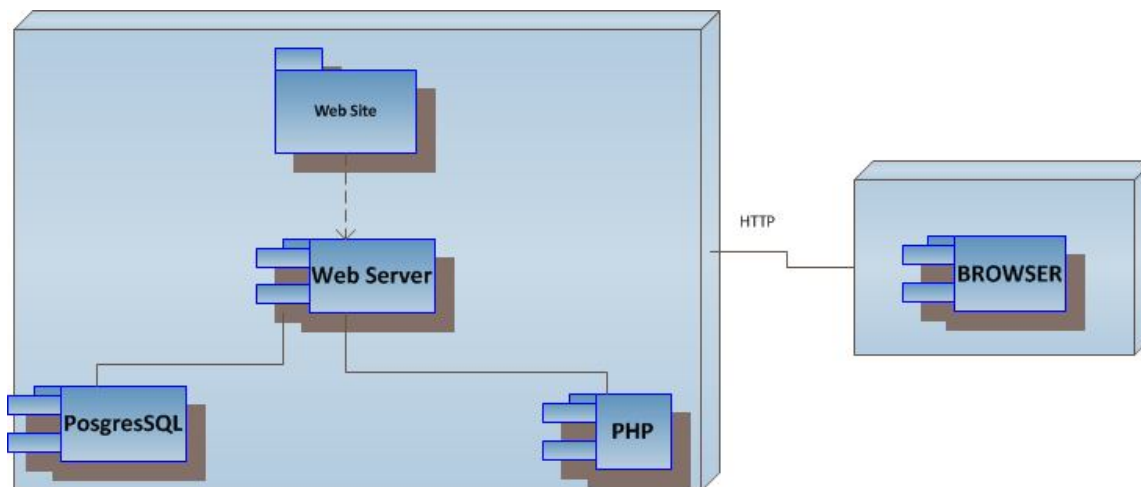 Web Site
HTTP
Web Server
BROWSER
PosgresSQL
PHP